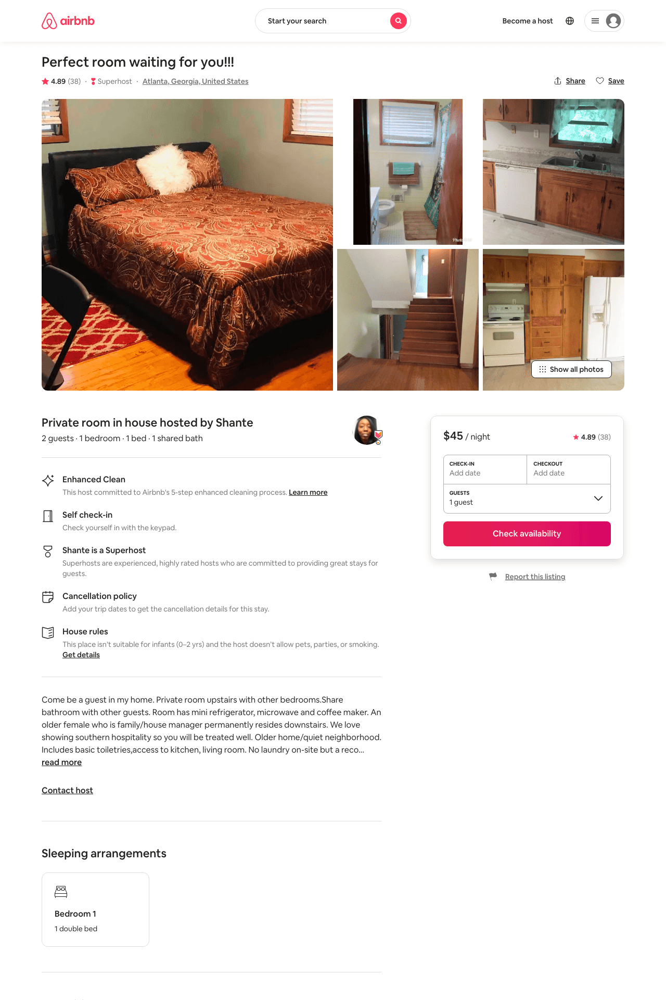 airbnb
Start your search
Become a host
Perfect room waiting for you!!!
4.89 (38) · Superhost · Atlanta, Georgia, United States
Share
Save
Show all photos
Private room in house hosted by Shante
2 guests · 1 bedroom · 1 bed · 1 shared bath
Enhanced Clean
This host committed to Airbnb's 5-step enhanced cleaning process. Learn more
Self check-in
Check yourself in with the keypad.
Shante is a Superhost
Superhosts are experienced, highly rated hosts who are committed to providing great stays for
guests.
Cancellation policy
Add your trip dates to get the cancellation details for this stay.
House rules
This place isn’t suitable for infants (0–2 yrs) and the host doesn’t allow pets, parties, or smoking.
Get details
$45 / night
4.89 (38)
CHECK-IN
Add date
CHECKOUT
Add date
GUESTS
1 guest
Check availability
Report this listing
Come be a guest in my home. Private room upstairs with other bedrooms.Share
bathroom with other guests. Room has mini refrigerator, microwave and coffee maker. An
older female who is family/house manager permanently resides downstairs. We love
showing southern hospitality so you will be treated well. Older home/quiet neighborhood.
Includes basic toiletries,access to kitchen, living room. No laundry on-site but a reco…
read more
Contact host
Sleeping arrangements
Bedroom 1
1 double bed